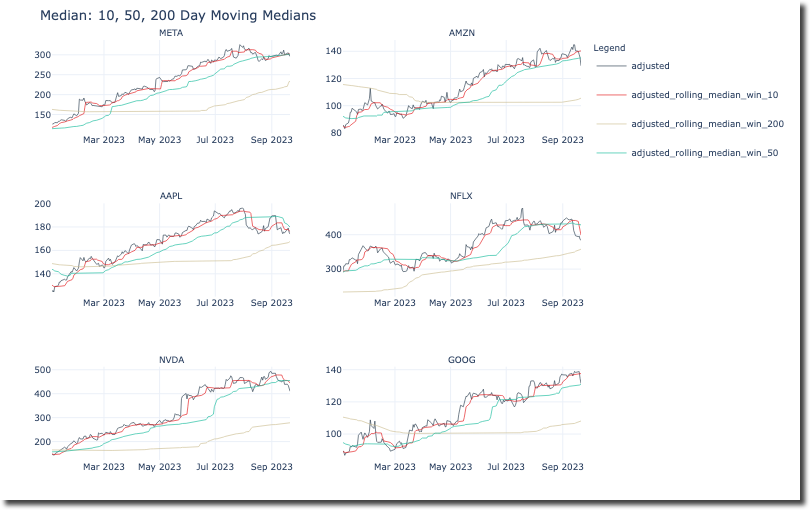 Median: 10, 50, 200 Day Moving Medians
META
AMZN
Legend
300
250
200
150
Mar 2023 May 2023 Jul 2023 Sep 2023
140
120
100
80
Mar 2023 May 2023 Jul 2023 Sep 2023
adjusted
adjusted_rolling_median_win_10
adjusted_rolling_median_win_200
adjusted_rolling_median_win_50
AAPL
NFLX
200
180
160
140
Mar 2023 May 2023 Jul 2023 Sep 2023
400
300
Mar 2023 May 2023 Jul 2023 Sep 2023
NVDA
GOOG
500
400
300
200
Mar 2023 May 2023 Jul 2023 Sep 2023
140
120
100
Mar 2023 May 2023 Jul 2023 Sep 2023